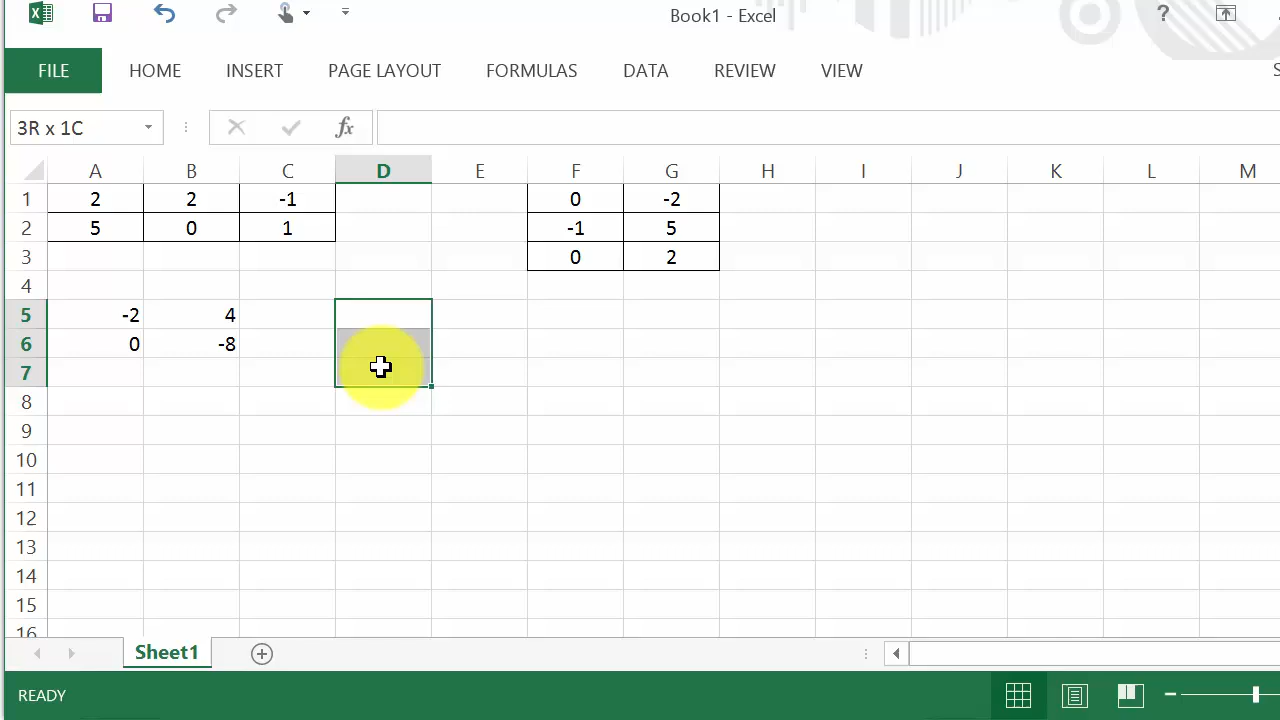 Book1 - Excel
?
FILE HOME INSERT PAGE LAYOUT FORMULAS DATA REVIEW VIEW
3R x 1C fx
A B C D E F G H I J K L M
1 2 2 -1 0 -2
2 5 0 1 -1 5
3 0 2
4
5 -2 4
6 0 -8
7
8
9
10
11
12
13
14
15
16
Sheet1
READY